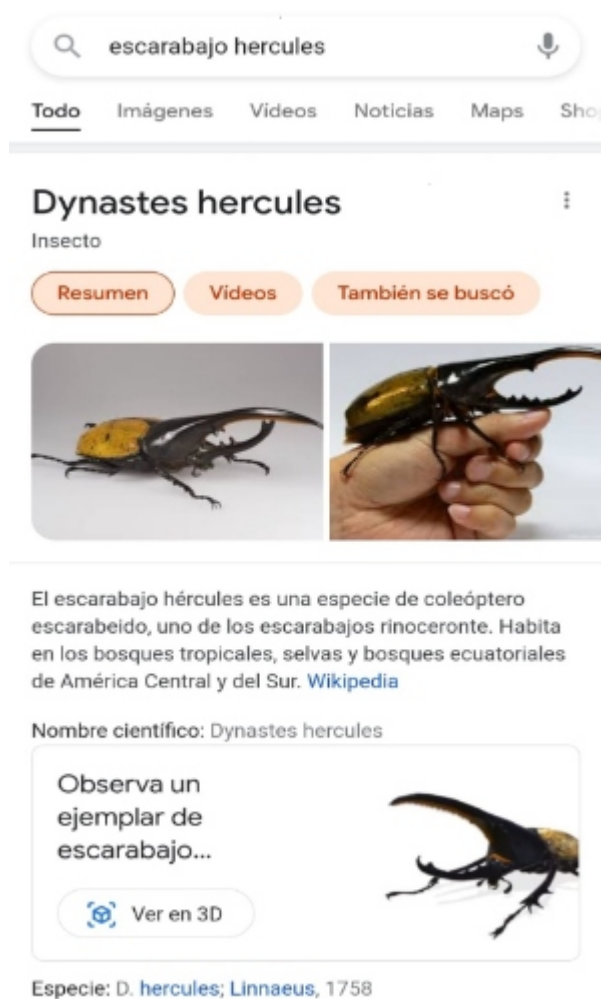 escarabajo hercules
Todo Imágenes Videos Noticias Maps Sho
Dynastes hercules
Insecto
Resumen Videos También se buscó
El escarabajo hércules es una especie de coleóptero
escarabeido, uno de los escarabajos rinoceronte. Habita
en los bosques tropicales, selvas y bosques ecuatoriales
de América Central y del Sur. Wikipedia
Nombre científico: Dynastes hercules
Observa un
ejemplar de
escarabajo...
Ver en 3D
Especie: D. hercules; Linnaeus, 1758